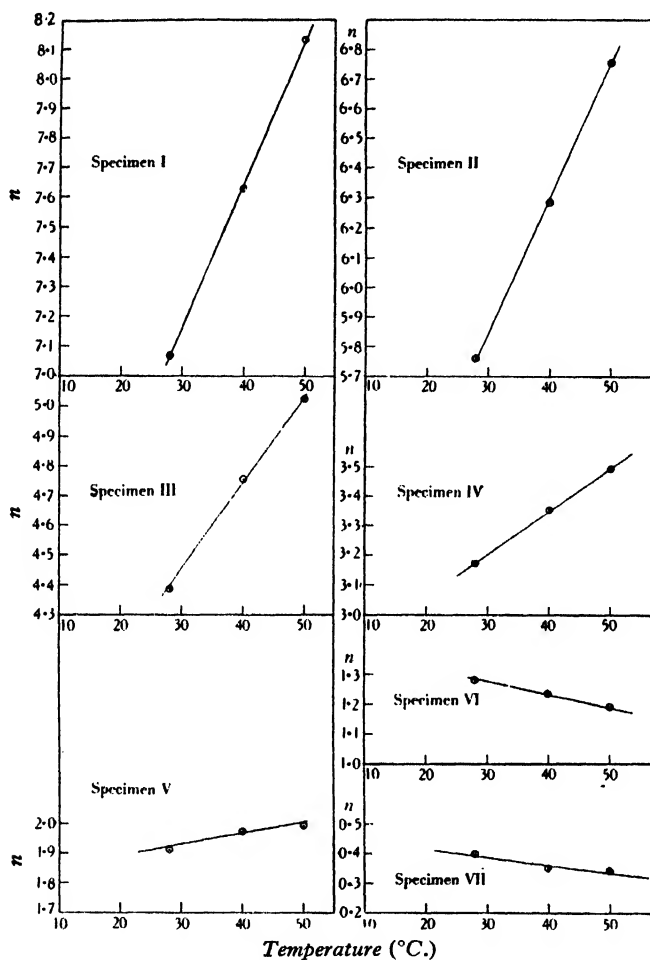 8·2
8·1
8·0
7·9
7·8
7·7
7·6
7·5
7·4
7·3
7·2
7·1
7·0
n
Specimen I
10 20 30 40 50
n
6·8
6·7
6·6
6·5
6·4
6·3
6·2
6·1
6·0
5·9
5·8
5·7
Specimen II
10 20 30 40 50
5·0
4·9
4·8
4·7
4·6
4·5
4·4
4·3
n
Specimen III
10 20 30 40 50
n
3·5
3·4
3·3
3·2
3·1
3·0
Specimen IV
10 20 30 40 50
Specimen V
2·0
1·9
1·8
1·7
n
10 20 30 40 50
n
1·3
1·2
1·1
1·0
Specimen VI
10 20 30 40 50
n
0·5
0·4
0·3
0·2
Specimen VII
10 20 30 40 50
Temperature (°C.)